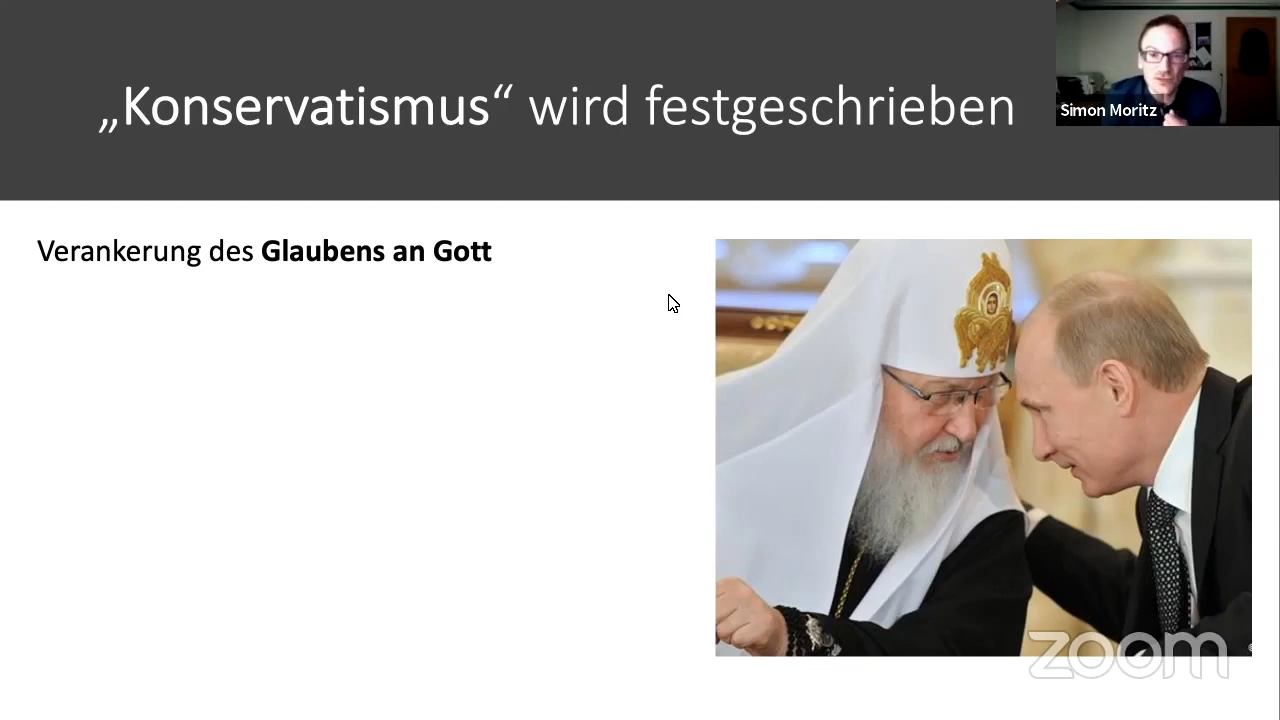 „Konservatismus“ wird festgeschrieben
Simon Moritz
Verankerung des Glaubens an Gott
zoom